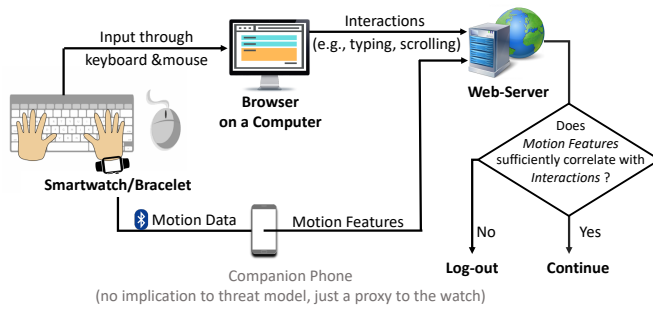 Input through
keyboard &mouse
Interactions
(e.g., typing, scrolling)
Browser
on a Computer
Web-Server
Does
Motion Features
sufficiently correlate with
Interactions ?
Smartwatch/Bracelet
Motion Data
Motion Features
No
Yes
Log-out
Continue
Companion Phone
(no implication to threat model, just a proxy to the watch)